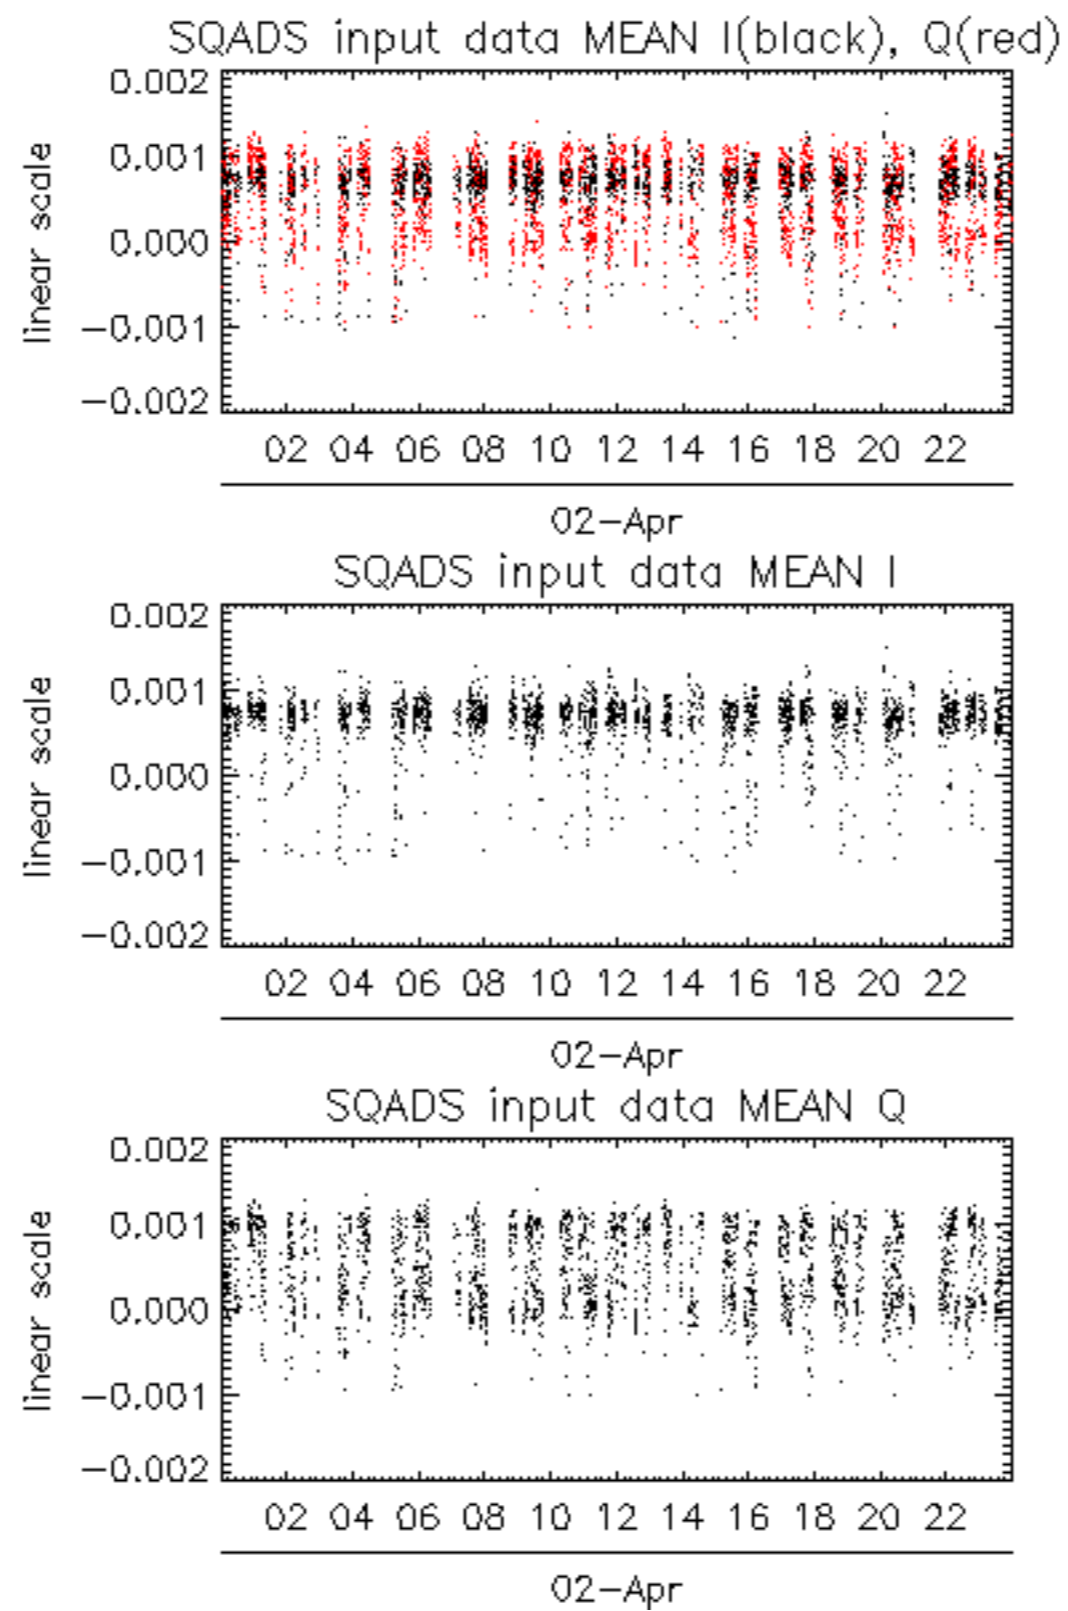 SQADS input data MEAN I(black), Q(red)
0.002
0.001
0.000
−0.001
−0.002
linear scale
02 04 06 08 10 12 14 16 18 20 22
02−Apr
SQADS input data MEAN I
0.002
0.001
0.000
−0.001
−0.002
linear scale
02 04 06 08 10 12 14 16 18 20 22
02−Apr
SQADS input data MEAN Q
0.002
0.001
0.000
−0.001
−0.002
linear scale
02 04 06 08 10 12 14 16 18 20 22
02−Apr